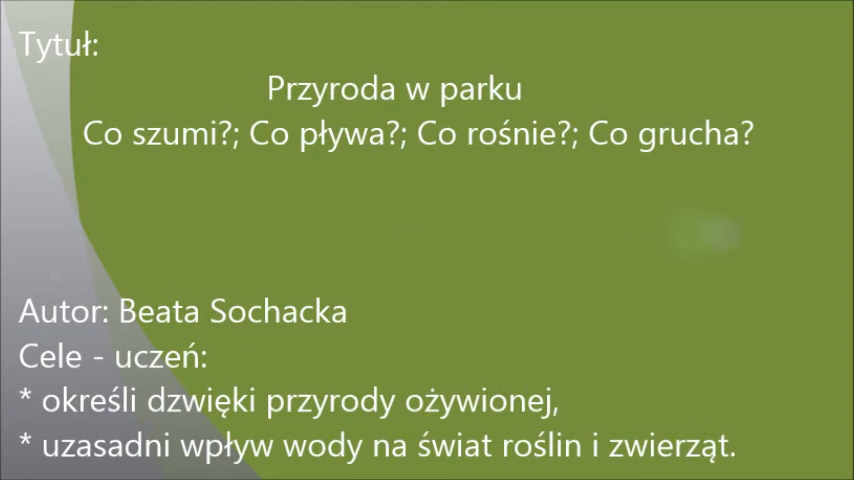 Tytuł:
Przyroda w parku
Co szumi?; Co pływa?; Co rośnie?; Co grucha?
Autor: Beata Sochacka
Cele - uczeń:
* określi dzwięki przyrody ożywionej,
* uzasadni wpływ wody na świat roślin i zwierząt.